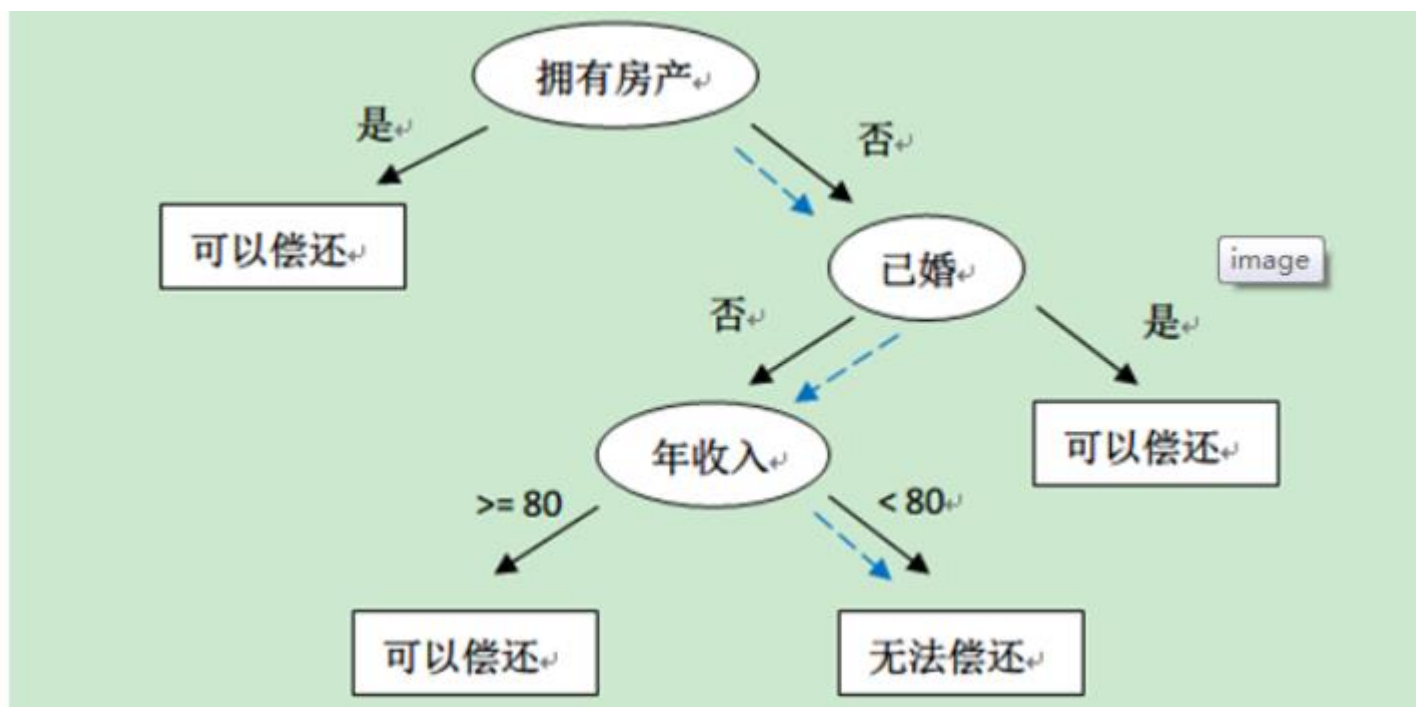 拥有房产
是
否
可以偿还
已婚
image
否
是
年收入
可以偿还
>= 80
< 80
可以偿还
无法偿还